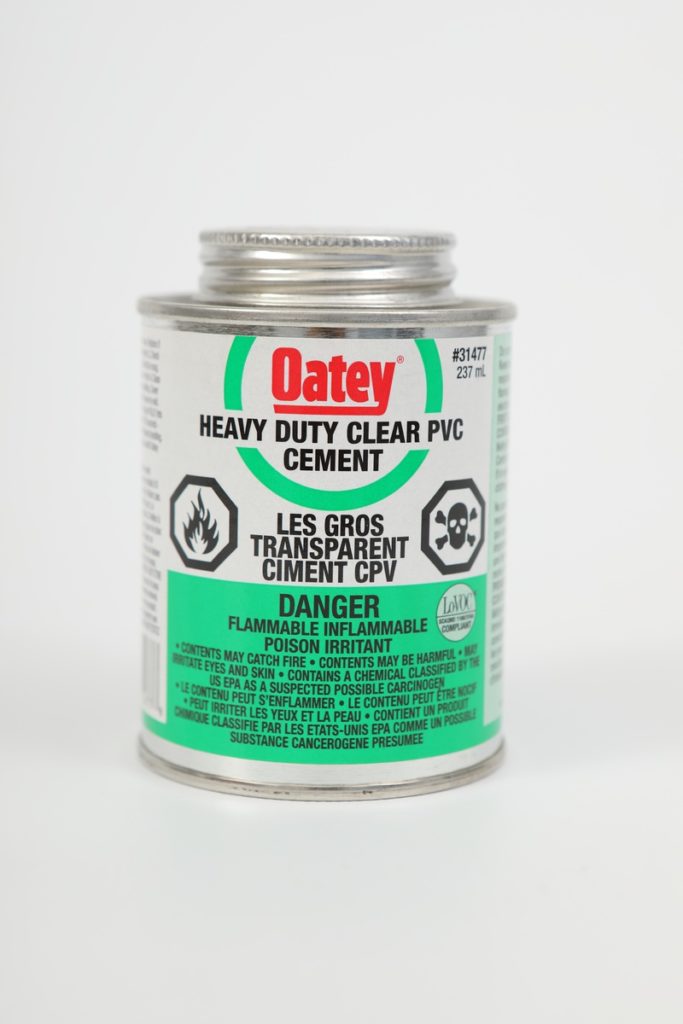 Oatey®
#31477
237 mL
HEAVY DUTY CLEAR PVC
CEMENT
LES GROS
TRANSPARENT
CIMENT CPV
DANGER
FLAMMABLE INFLAMMABLE
POISON IRRITANT
LoVOC™
COMPLIANT
• CONTENTS MAY CATCH FIRE • CONTENTS MAY BE HARMFUL • MAY
IRRITATE EYES AND SKIN • CONTAINS A CHEMICAL CLASSIFIED BY THE
US EPA AS A SUSPECTED POSSIBLE CARCINOGEN
• LE CONTENU PEUT S'ENFLAMMER • LE CONTENU PEUT ÊTRE NOCIF
• PEUT IRRITER LES YEUX ET LA PEAU • CONTIENT UN PRODUIT
CHIMIQUE CLASSIFIE PAR LES ETATS-UNIS EPA COMME UN POSSIBLE
SUBSTANCE CANCEROGENE PRESUMEE